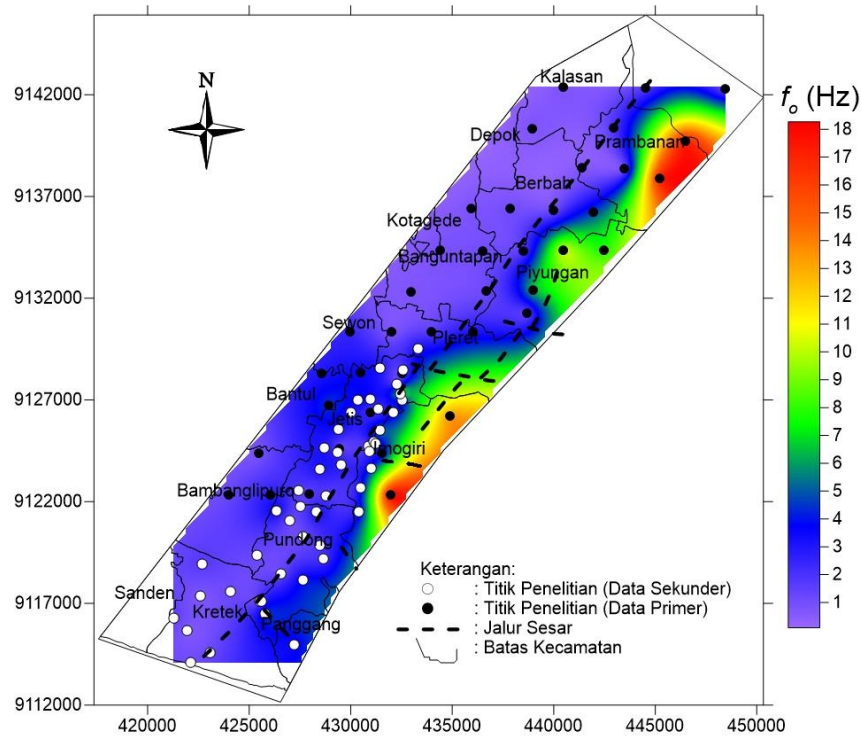 N
fo (Hz)
18
17
16
15
14
13
12
11
10
9
8
7
6
5
4
3
2
1
9142000
9137000
9132000
9127000
9122000
9117000
9112000
Kalasan
Depok
Prambanan
Berbah
Kotagede
Banguntapan
Piyungan
Sewon
Pleret
Bantul
Jetis
Imogiri
Bambanglipuro
Pundong
Sanden
Kretek
Panggang
Keterangan:
: Titik Penelitian (Data Sekunder)
: Titik Penelitian (Data Primer)
: Jalur Sesar
: Batas Kecamatan
420000 425000 430000 435000 440000 445000 450000